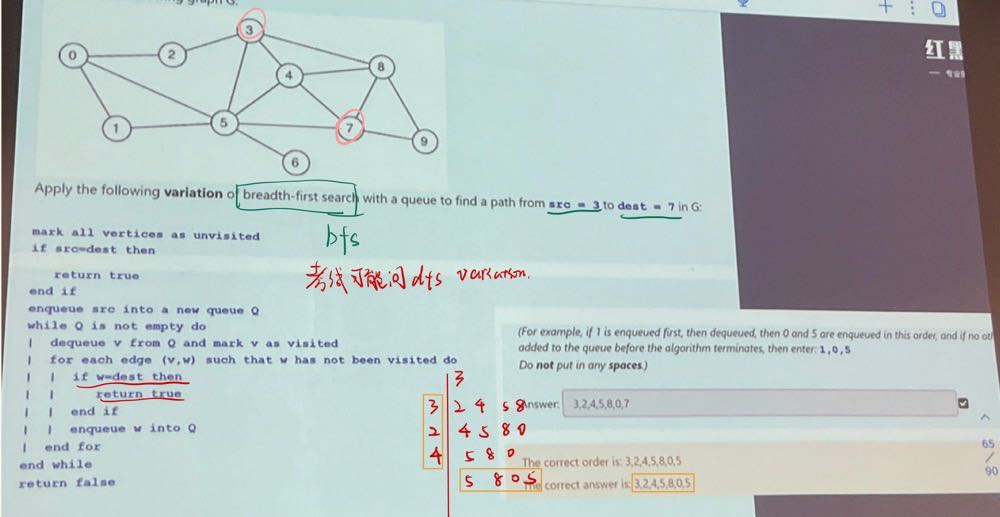 graph G:
0
2
3
4
8
1
5
7
6
9
Apply the following variation of breadth-first search with a queue to find a path from src = 3 to dest = 7 in G:
bfs
考试可能问 dfs variation.
mark all vertices as unvisited
if src=dest then
return true
end if
enqueue src into a new queue Q
while Q is not empty do
| dequeue v from Q and mark v as visited
| for each edge (v,w) such that w has not been visited do
| | if w=dest then
| | return true
| | end if
| | enqueue w into Q
| end for
end while
return false
3
3 2 4 5 8
2 4 5 8 0
4 5 8 0
5 8 0 5
红黑
(For example, if 1 is enqueued first, then dequeued, then 0 and 5 are enqueued in this order, and if no
added to the queue before the algorithm terminates, then enter: 1,0,5
Do not put in any spaces.)
Answer: 3,2,4,5,8,0,7
The correct order is: 3,2,4,5,8,0,5
The correct answer is: 3,2,4,5,8,0,5
65
/
90